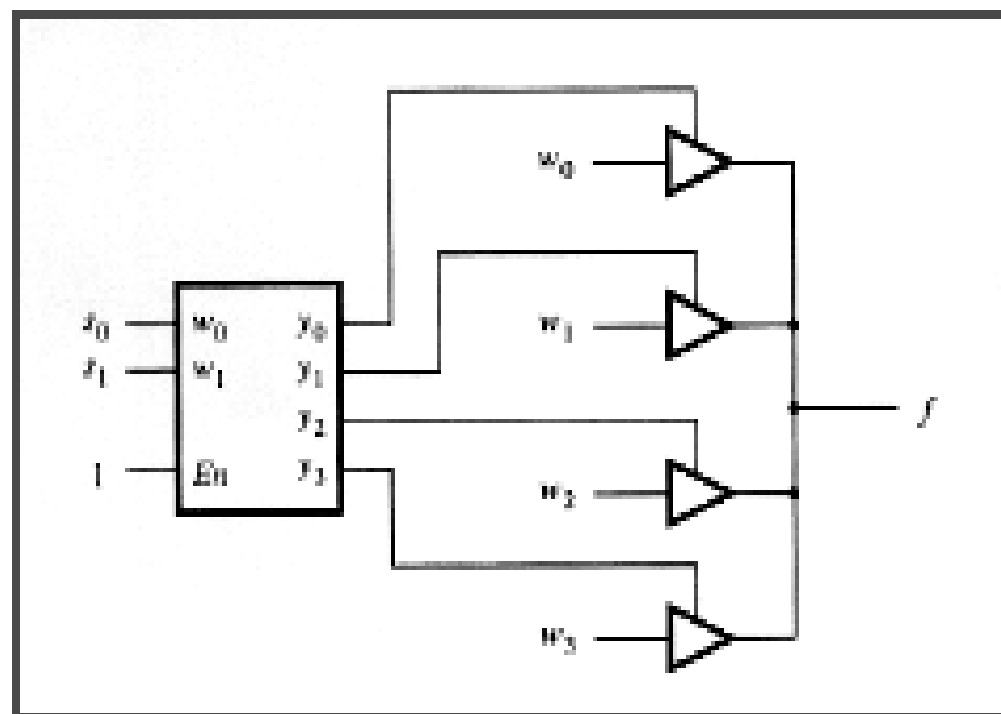 w₀
w₁
s₀ w₀ y₀
s₁ w₁ y₁
y₂
f
1 En y₃
w₂
w₃